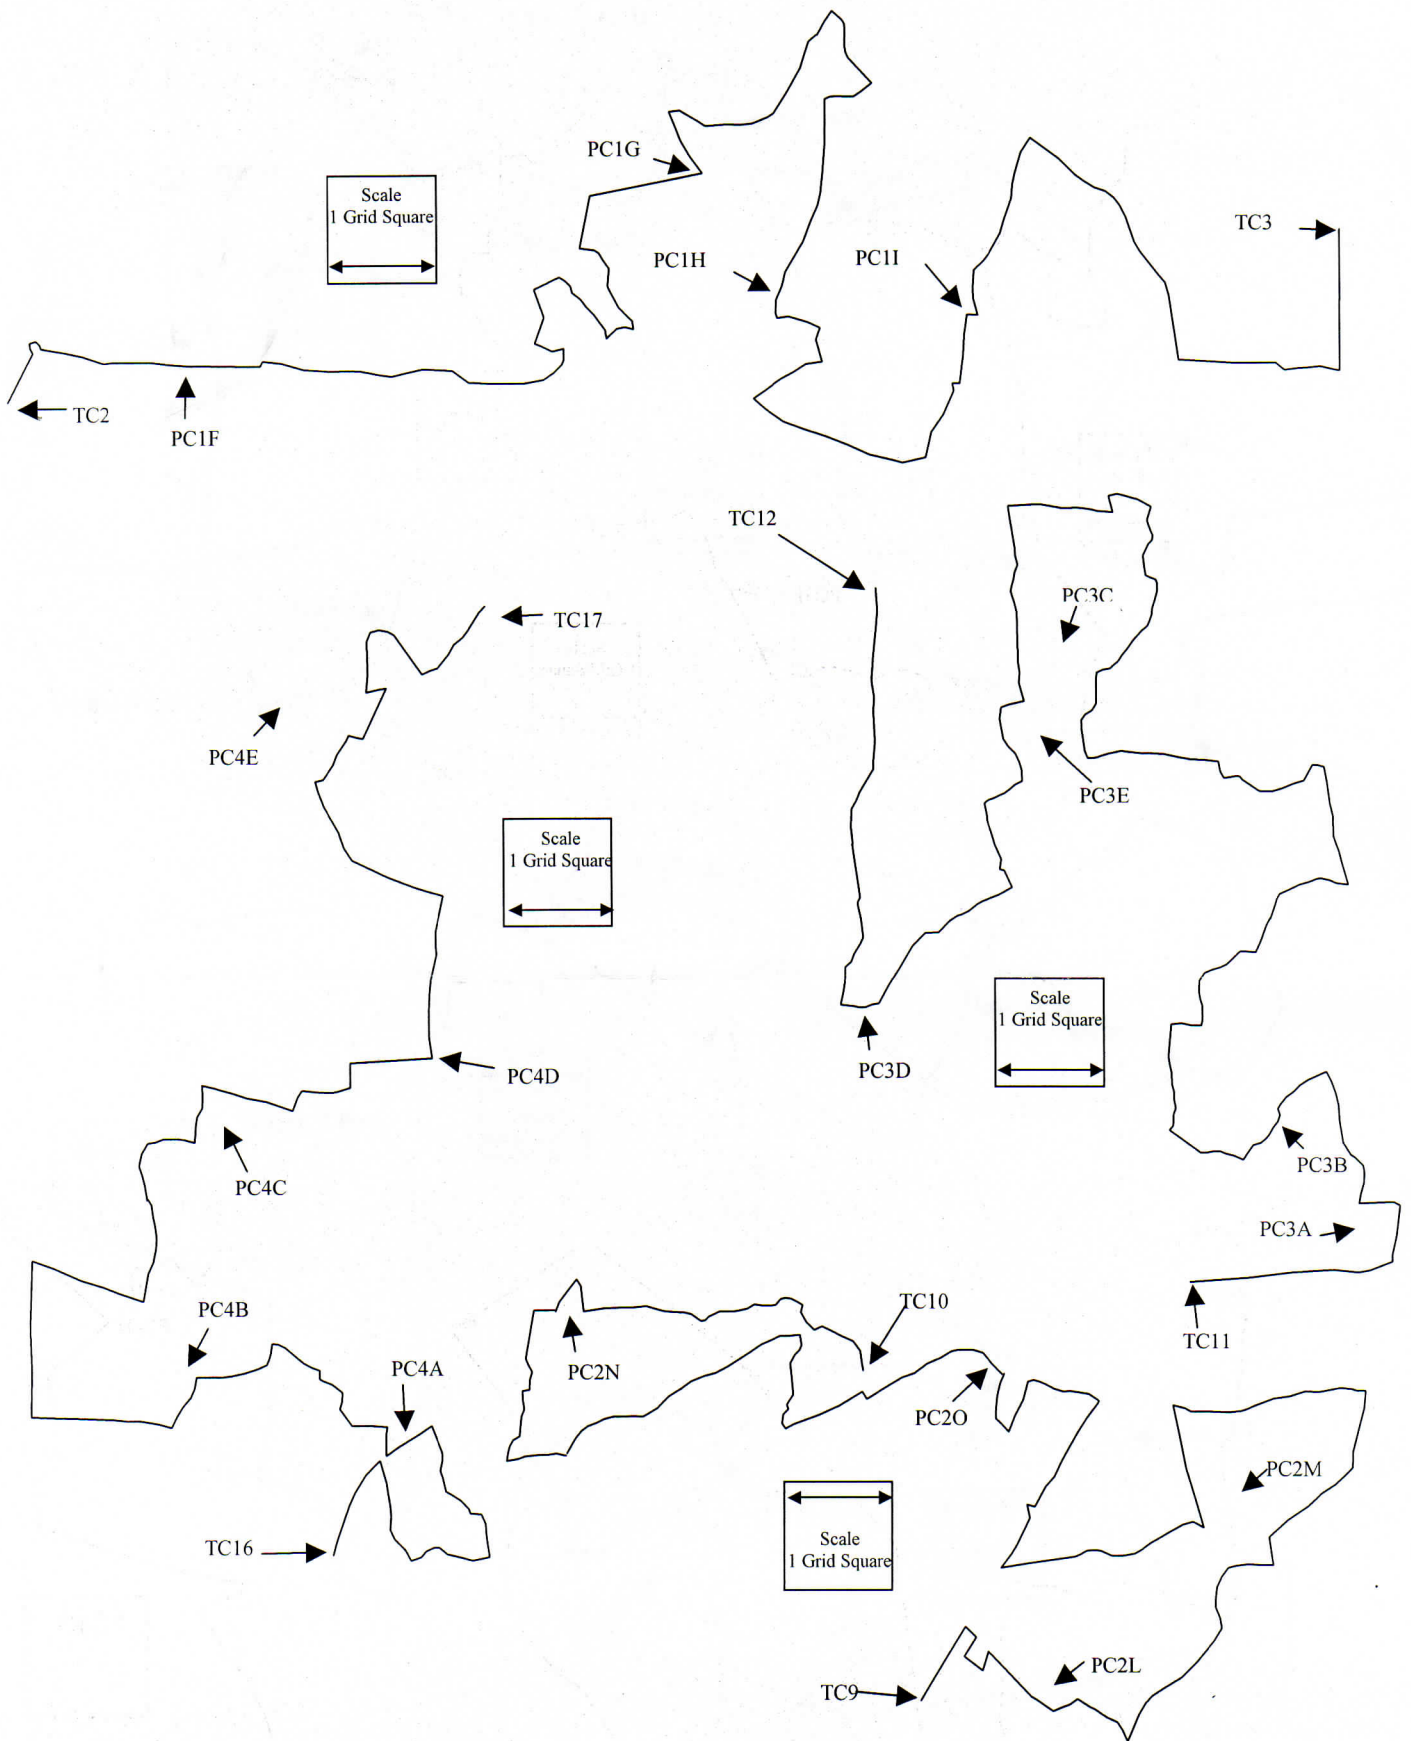 PC1G
Scale
1 Grid Square
TC3
PC1H
PC1I
TC2
PC1F
TC12
PC3C
TC17
PC4E
PC3E
Scale
1 Grid Square
Scale
1 Grid Square
PC3D
PC4D
PC3B
PC4C
PC3A
TC10
PC4B
TC11
PC4A
PC2N
PC2O
PC2M
TC16
Scale
1 Grid Square
PC2L
TC9